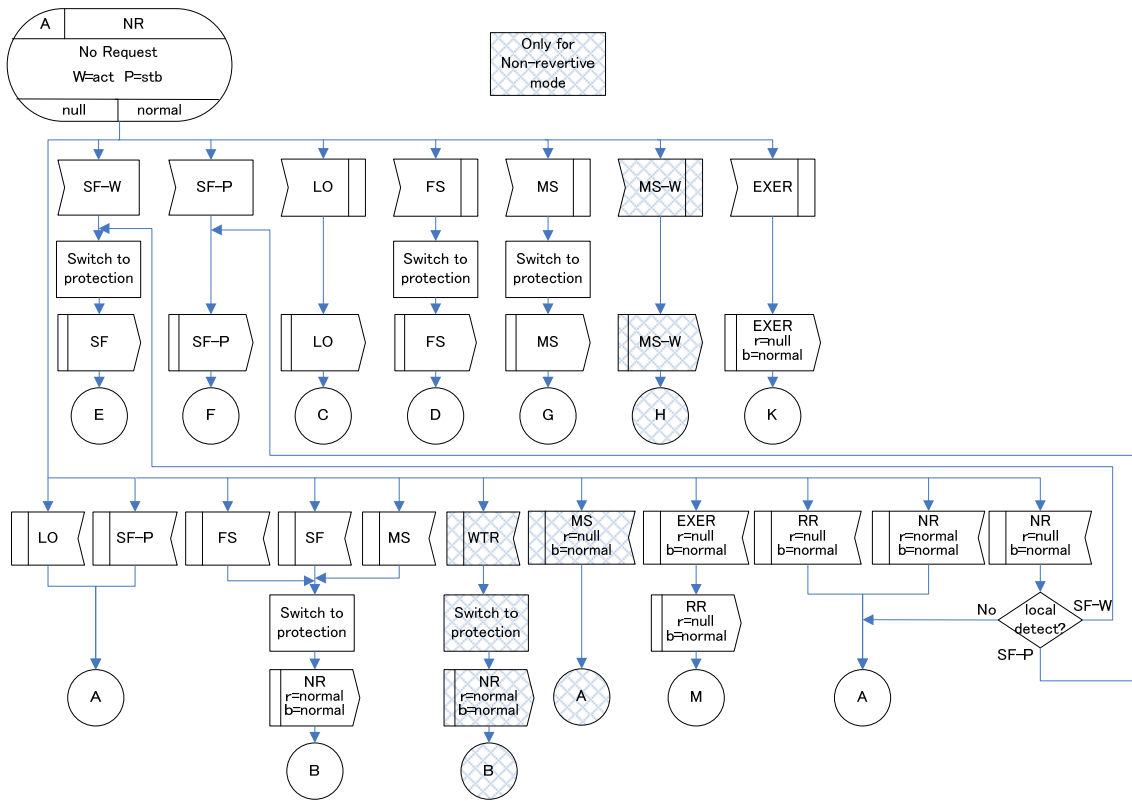 A NR
No Request
W=act P=stb
null normal
Only for
Non-revertive
mode
SF-W SF-P LO FS MS MS-W EXER
Switch to
protection
Switch to
protection
Switch to
protection
SF SF-P LO FS MS MS-W
EXER
r=null
b=normal
E F C D G H K
LO SF-P FS SF MS WTR
MS
r=null
b=normal
EXER
r=null
b=normal
RR
r=null
b=normal
NR
r=normal
b=normal
NR
r=null
b=normal
Switch to
protection
Switch to
protection
RR
r=null
b=normal
No
local
detect?
SF-W
SF-P
A
NR
r=normal
b=normal
NR
r=normal
b=normal
A
M
A
B
B